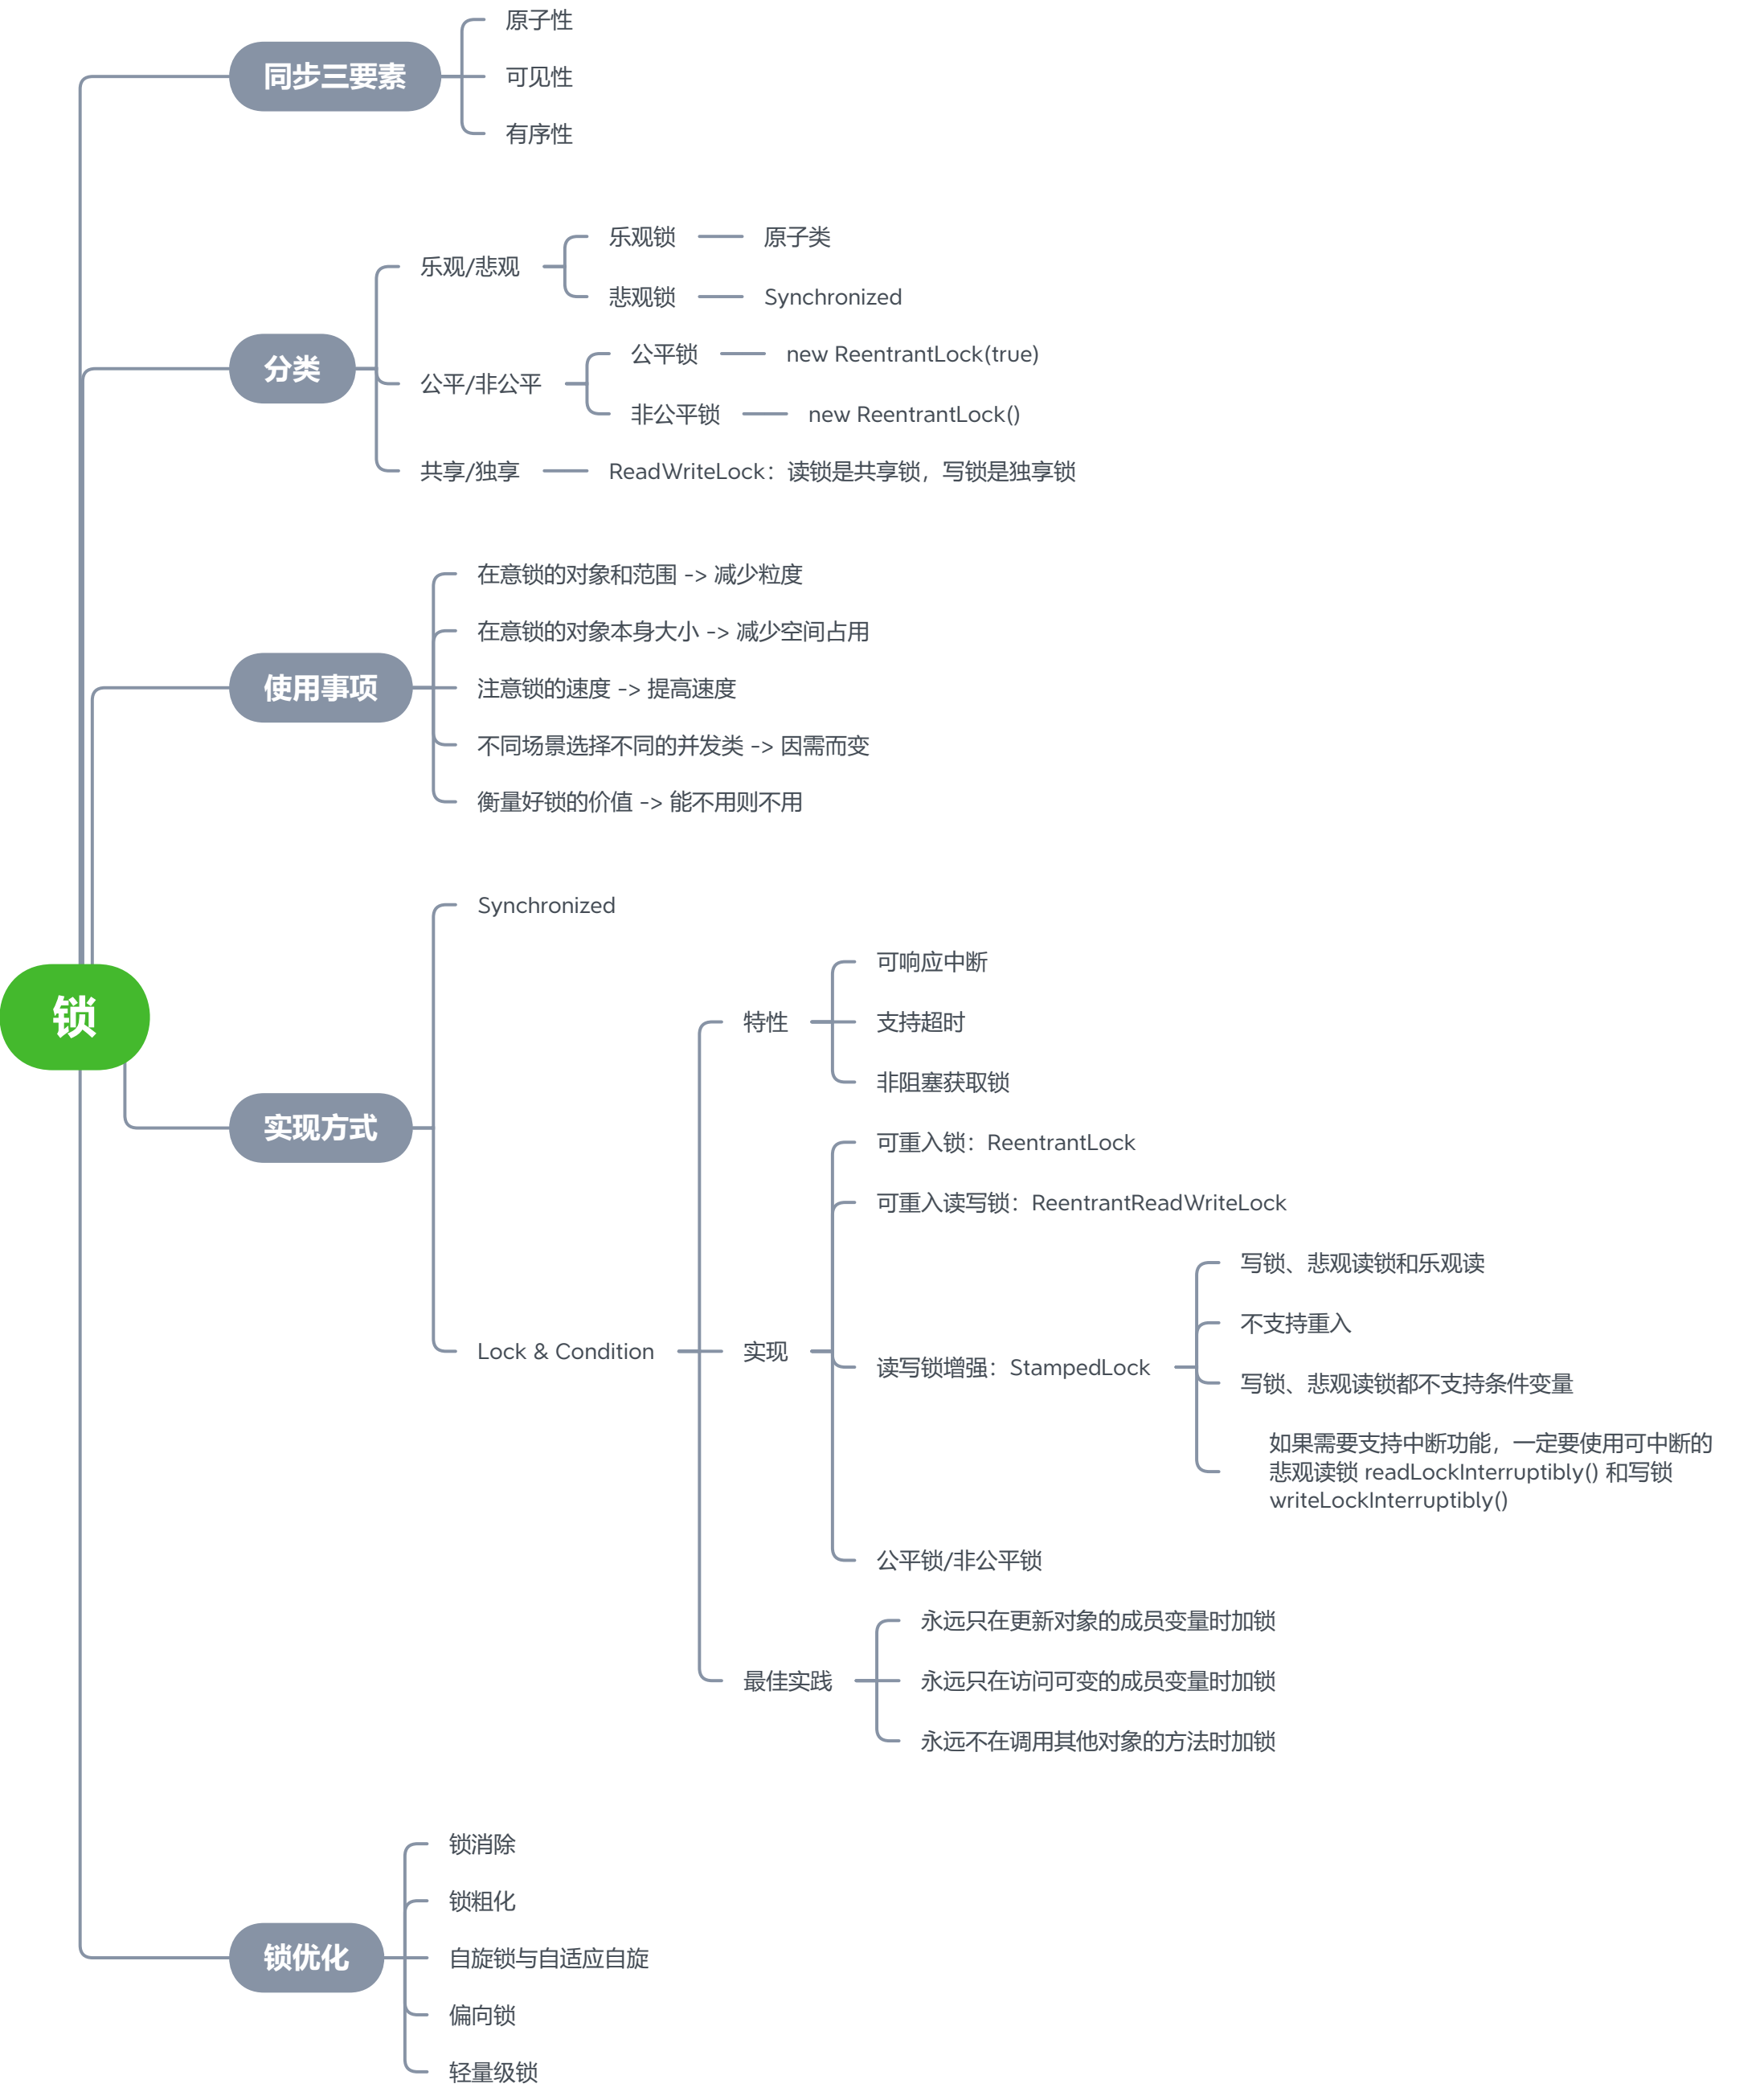 锁
同步三要素
原子性
可见性
有序性
分类
乐观/悲观
乐观锁
原子类
悲观锁
Synchronized
公平/非公平
公平锁
new ReentrantLock(true)
非公平锁
new ReentrantLock()
共享/独享
ReadWriteLock：读锁是共享锁，写锁是独享锁
使用事项
在意锁的对象和范围 -> 减少粒度
在意锁的对象本身大小 -> 减少空间占用
注意锁的速度 -> 提高速度
不同场景选择不同的并发类 -> 因需而变
衡量好锁的价值 -> 能不用则不用
实现方式
Synchronized
Lock & Condition
特性
可响应中断
支持超时
非阻塞获取锁
实现
可重入锁：ReentrantLock
可重入读写锁：ReentrantReadWriteLock
读写锁增强：StampedLock
写锁、悲观读锁和乐观读
不支持重入
写锁、悲观读锁都不支持条件变量
如果需要支持中断功能，一定要使用可中断的
悲观读锁 readLockInterruptibly() 和写锁
writeLockInterruptibly()
公平锁/非公平锁
最佳实践
永远只在更新对象的成员变量时加锁
永远只在访问可变的成员变量时加锁
永远不在调用其他对象的方法时加锁
锁优化
锁消除
锁粗化
自旋锁与自适应自旋
偏向锁
轻量级锁